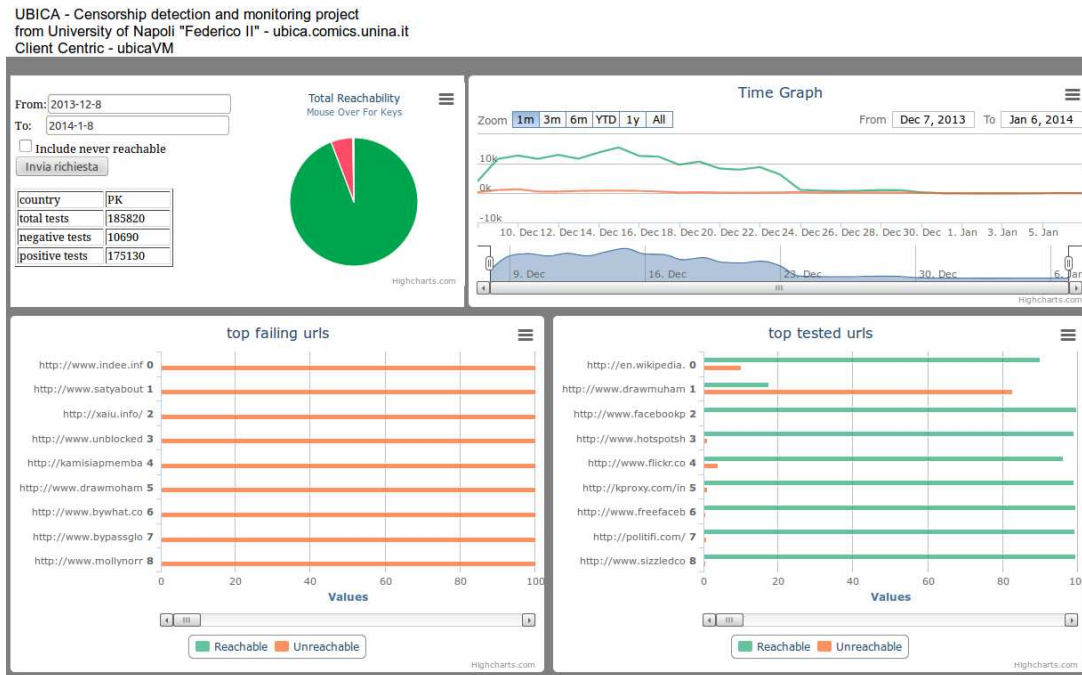 UBICA - Censorship detection and monitoring project
from University of Napoli "Federico II" - ubica.comics.unina.it
Client Centric - ubicaVM
From: 2013-12-8
To: 2014-1-8
Include never reachable
Invia richiesta
country PK
total tests 185820
negative tests 10690
positive tests 175130
Total Reachability
Mouse Over For Keys
Highcharts.com
Time Graph
Zoom 1m 3m 6m YTD 1y All From Dec 7, 2013 To Jan 6, 2014
10k
0k
-10k
10. Dec 12. Dec 14. Dec 16. Dec 18. Dec 20. Dec 22. Dec 24. Dec 26. Dec 28. Dec 30. Dec 1. Jan 3. Jan 5. Jan
9. Dec 16. Dec 23. Dec 30. Dec 6. Jan
Highcharts.com
top failing urls
http://www.indee.inf 0
http://www.satyabout 1
http://xaiu.info/ 2
http://www.unblocked 3
http://kamisiapmemba 4
http://www.drawmoham 5
http://www.bywhat.co 6
http://www.bypassglo 7
http://www.mollynorr 8
0 20 40 60 80 100
Values
Reachable Unreachable
Highcharts.com
top tested urls
http://en.wikipedia. 0
http://www.drawmuham 1
http://www.facebookp 2
http://www.hotspotsh 3
http://www.flickr.co 4
http://kproxy.com/in 5
http://www.freefaceb 6
http://politifi.com/ 7
http://www.sizzledco 8
0 20 40 60 80 100
Values
Reachable Unreachable
Highcharts.com